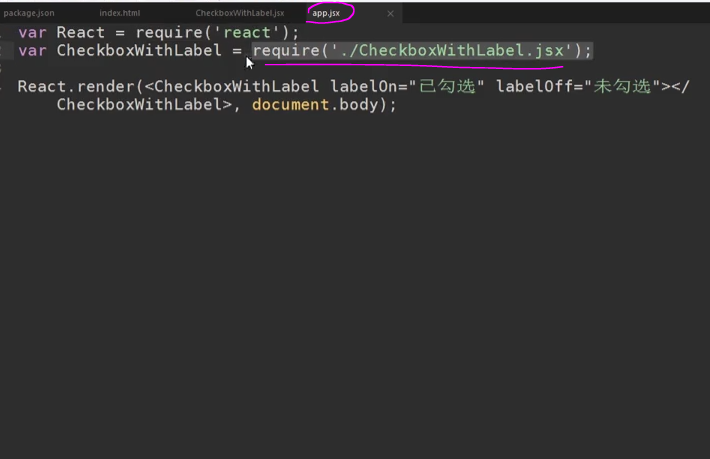 package.json index.html CheckboxWithLabel.jsx app.jsx ×
var React = require('react');
var CheckboxWithLabel = require('./CheckboxWithLabel.jsx');
React.render(<CheckboxWithLabel labelOn="已勾选" labelOff="未勾选"></
CheckboxWithLabel>, document.body);